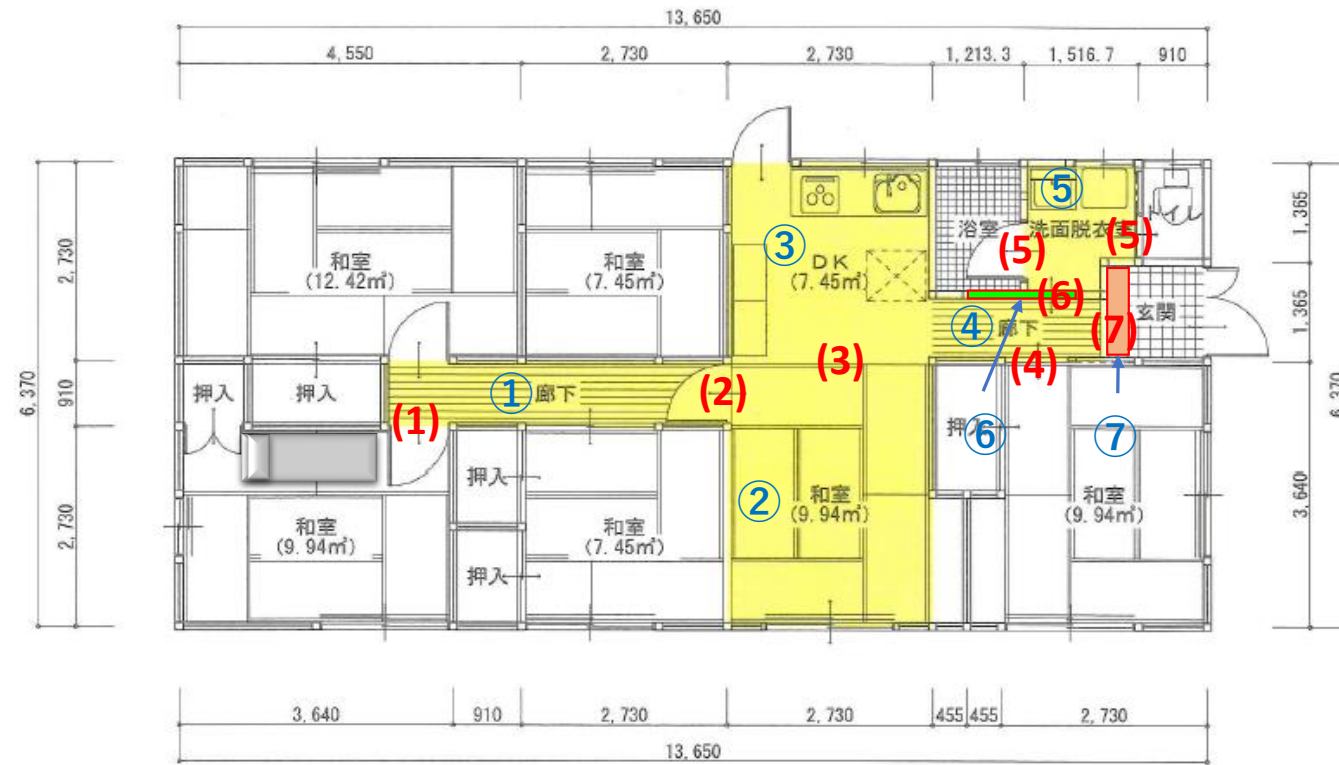 13,650
4,550 2,730 2,730 1,213.3 1,516.7 910
6,370
2,730
910
2,730
1,365
1,365
3,640
6,370
和室
(12.42㎡)
和室
(7.45㎡)
③
DK
(7.45㎡)
浴室
(5)
⑤
洗面脱衣室
(5)
(6)
④
廊下
(7)
玄関
(3)
(4)
押入
押入
(1)
①
廊下
(2)
押入
⑥
⑦
押入
②
和室
(9.94㎡)
和室
(9.94㎡)
和室
(9.94㎡)
和室
(7.45㎡)
押入
3,640 910 2,730 2,730 455 455 2,730
13,650